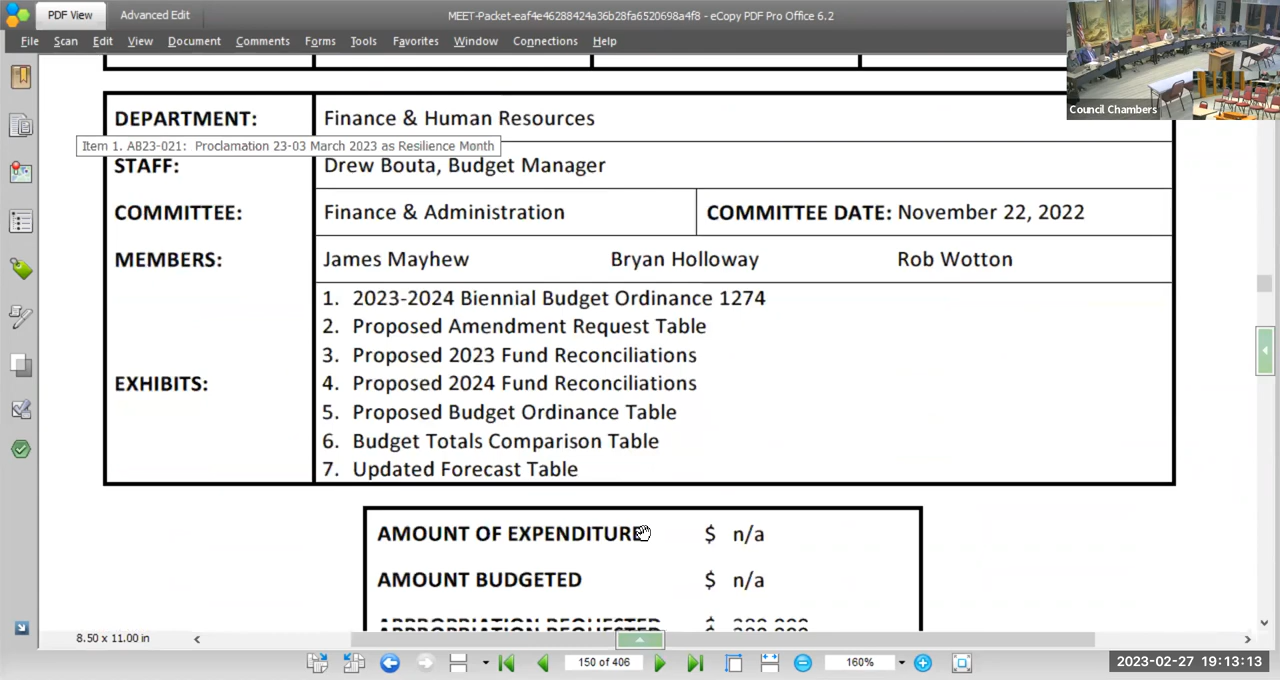 PDF View
Advanced Edit
MEET-Packet-eaf4e46288424a36b28fa6520698a4f8 - eCopy PDF Pro Office 6.2
File Scan Edit View Document Comments Forms Tools Favorites Window Connections Help
Council Chambers
DEPARTMENT: Finance & Human Resources
Item 1. AB23-021: Proclamation 23-03 March 2023 as Resilience Month
STAFF: Drew Bouta, Budget Manager
COMMITTEE: Finance & Administration COMMITTEE DATE: November 22, 2022
MEMBERS: James Mayhew Bryan Holloway Rob Wotton
EXHIBITS:
1. 2023-2024 Biennial Budget Ordinance 1274
2. Proposed Amendment Request Table
3. Proposed 2023 Fund Reconciliations
4. Proposed 2024 Fund Reconciliations
5. Proposed Budget Ordinance Table
6. Budget Totals Comparison Table
7. Updated Forecast Table
AMOUNT OF EXPENDITURE $ n/a
AMOUNT BUDGETED $ n/a
APPROPRIATION REQUESTED $
8.50 x 11.00 in
150 of 406
160%
2023-02-27 19:13:13